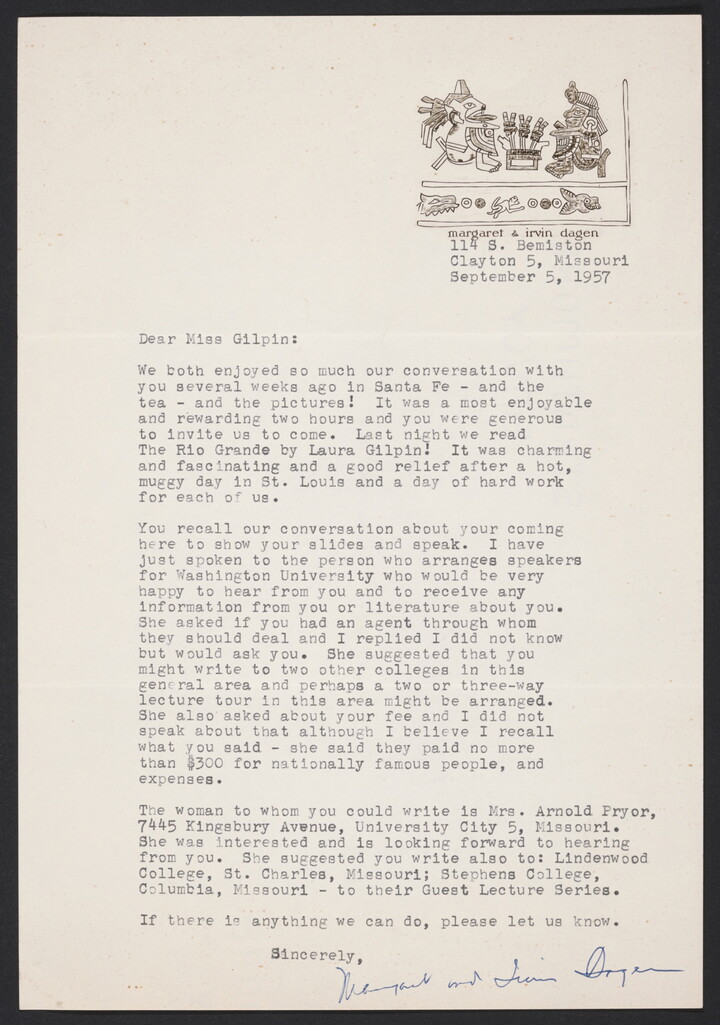 margaret & irvin dagen
114 S. Bemiston
Clayton 5, Missouri
September 5, 1957
Dear Miss Gilpin:
We both enjoyed so much our conversation with
you several weeks ago in Santa Fe - and the
tea - and the pictures! It was a most enjoyable
and rewarding two hours and you were generous
to invite us to come. Last night we read
The Rio Grande by Laura Gilpin! It was charming
and fascinating and a good relief after a hot,
muggy day in St. Louis and a day of hard work
for each of us.
You recall our conversation about your coming
here to show your slides and speak. I have
just spoken to the person who arranges speakers
for Washington University who would be very
happy to hear from you and to receive any
information from you or literature about you.
She asked if you had an agent through whom
they should deal and I replied I did not know
but would ask you. She suggested that you
might write to two other colleges in this
general area and perhaps a two or three-way
lecture tour in this area might be arranged.
She also asked about your fee and I did not
speak about that although I believe I recall
what you said - she said they paid no more
than $300 for nationally famous people, and
expenses.
The woman to whom you could write is Mrs. Arnold Pryor,
7445 Kingsbury Avenue, University City 5, Missouri.
She was interested and is looking forward to hearing
from you. She suggested you write also to: Lindenwood
College, St. Charles, Missouri; Stephens College,
Columbia, Missouri - to their Guest Lecture Series.
If there is anything we can do, please let us know.
Sincerely,
Margaret and Irvin Dagen